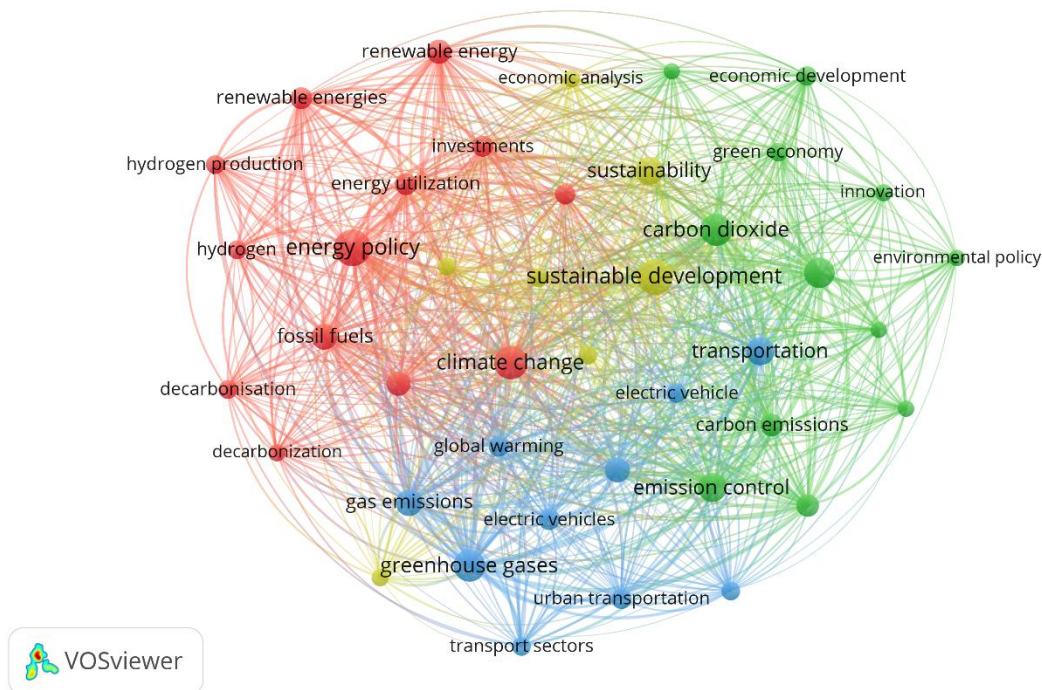 renewable energy
economic analysis
economic development
renewable energies
investments
green economy
hydrogen production
energy utilization
sustainability
innovation
carbon dioxide
hydrogen
energy policy
environmental policy
sustainable development
fossil fuels
transportation
climate change
decarbonisation
electric vehicle
carbon emissions
decarbonization
global warming
emission control
gas emissions
electric vehicles
greenhouse gases
urban transportation
transport sectors
VOSviewer